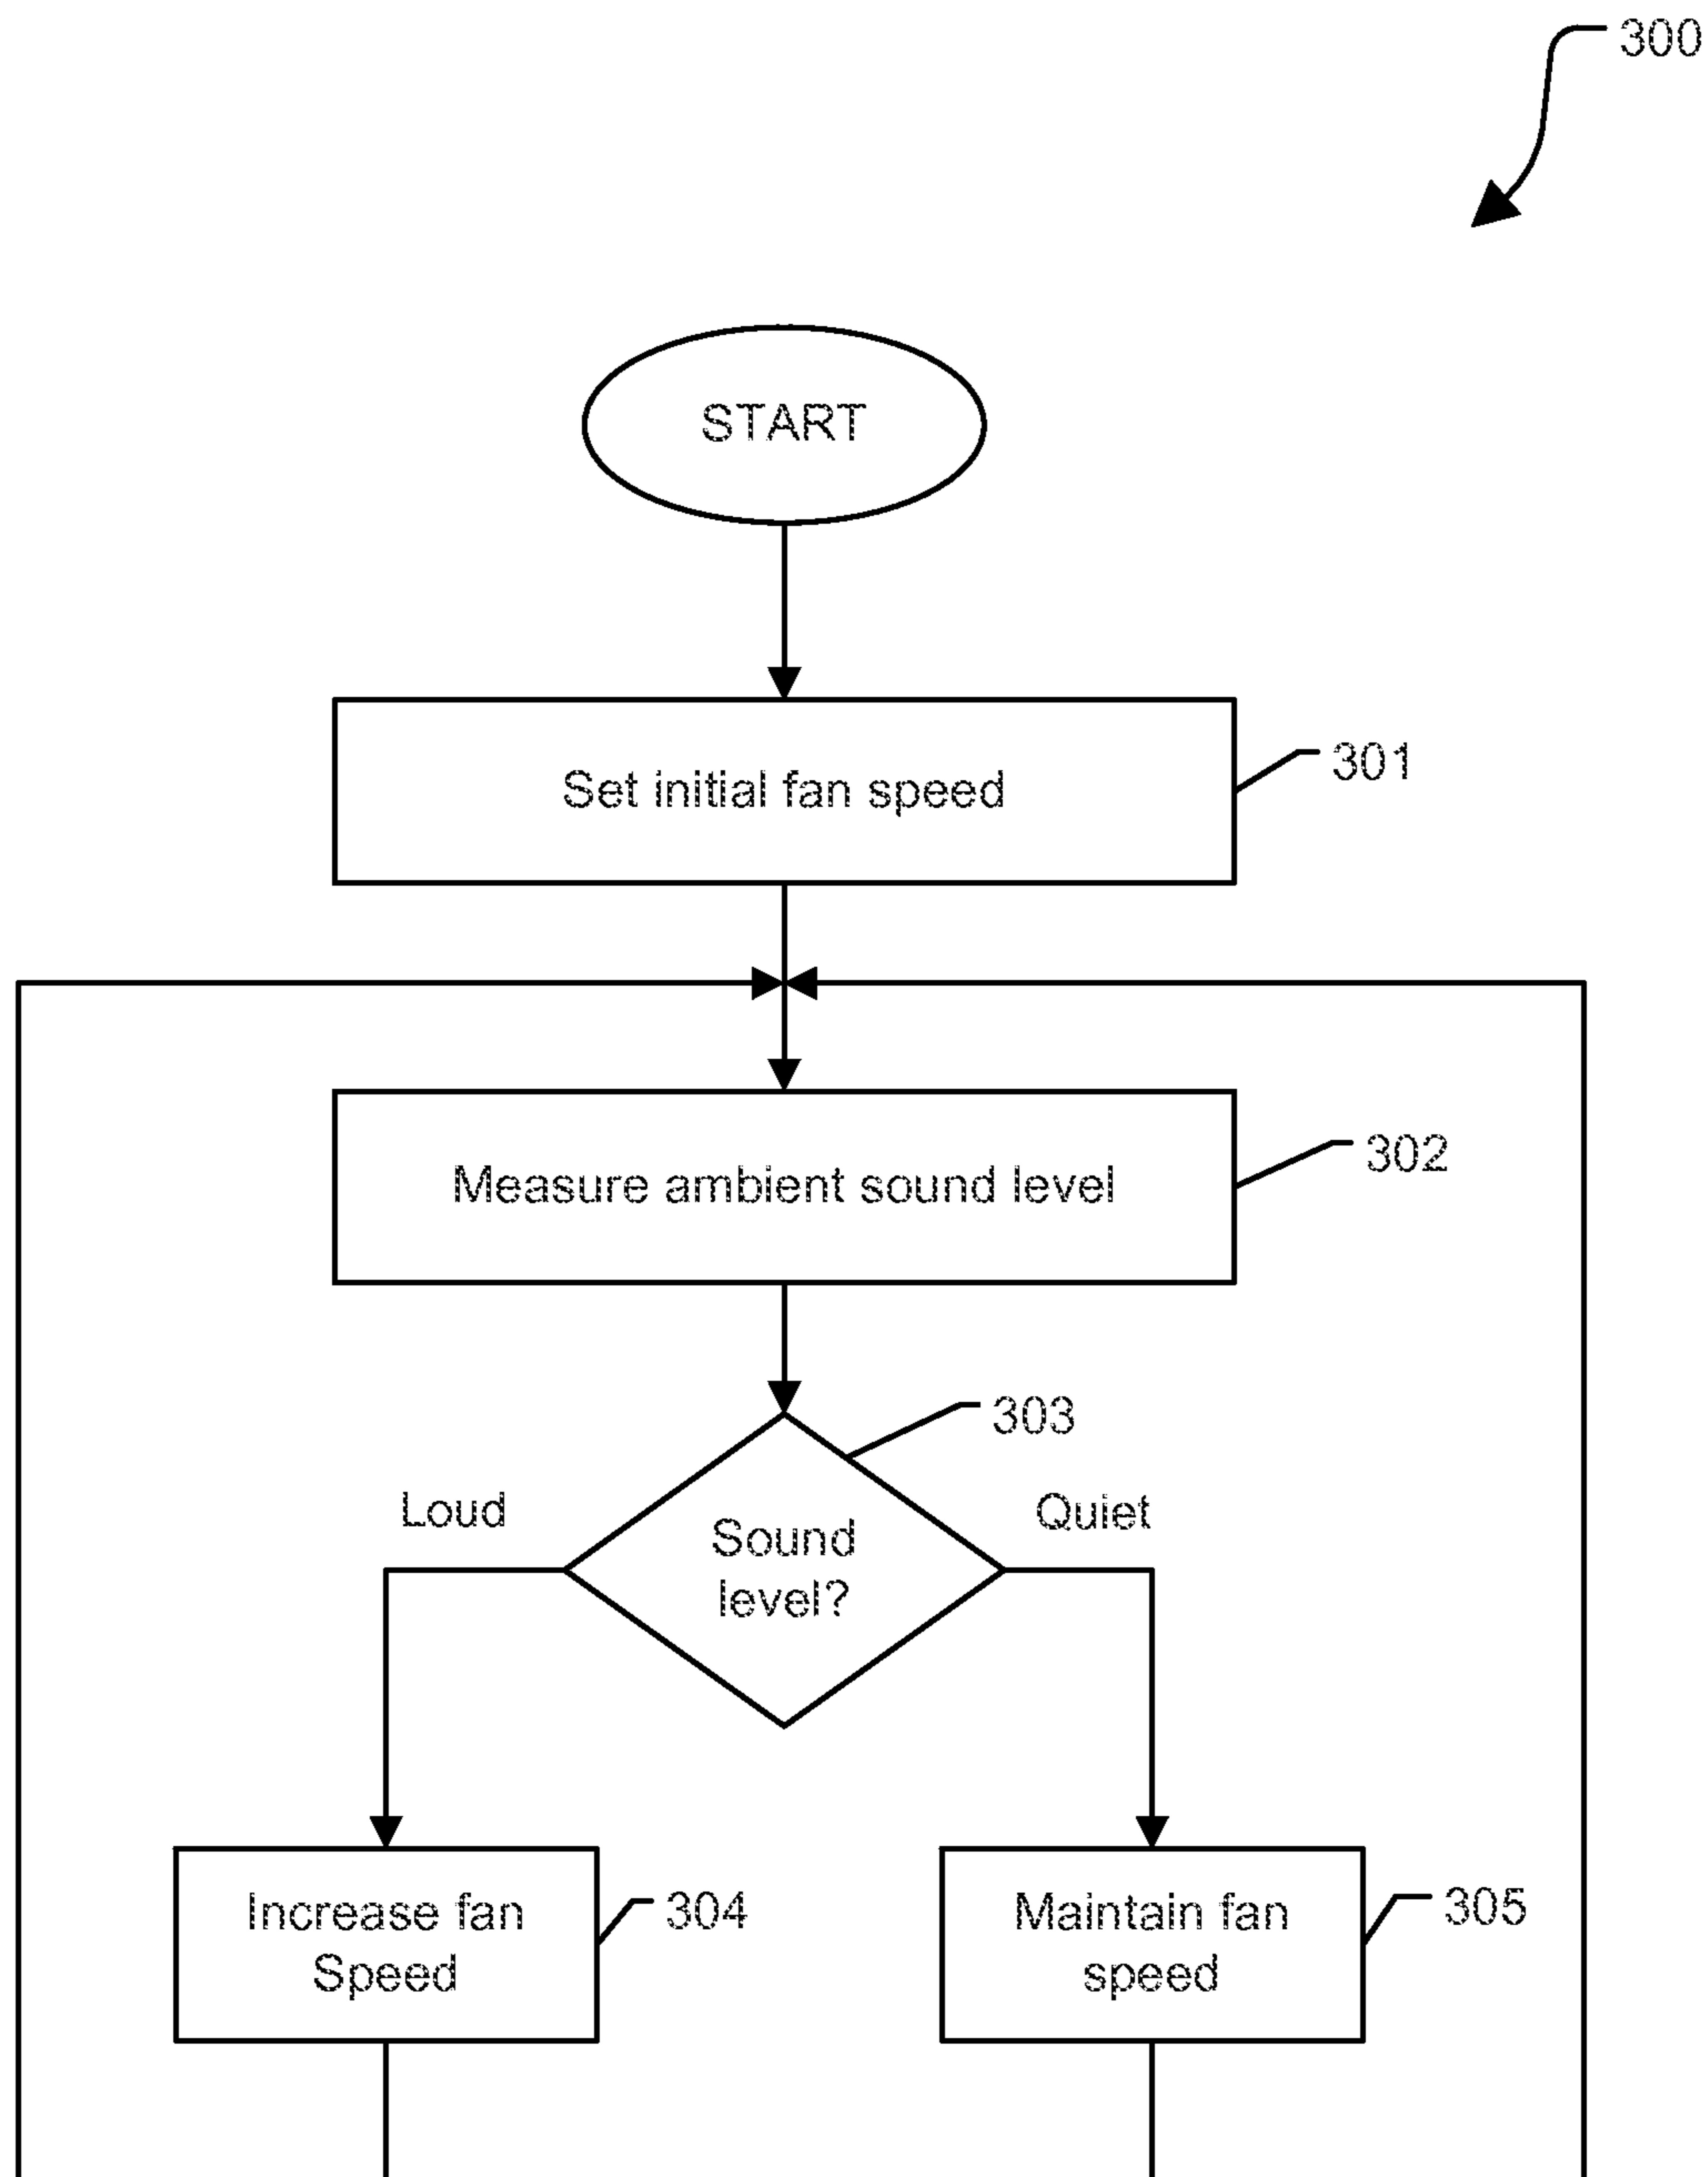 300
START
Set initial fan speed
301
Measure ambient sound level
302
303
Loud
Quiet
Sound
level?
Increase fan
Speed
304
Maintain fan
speed
305